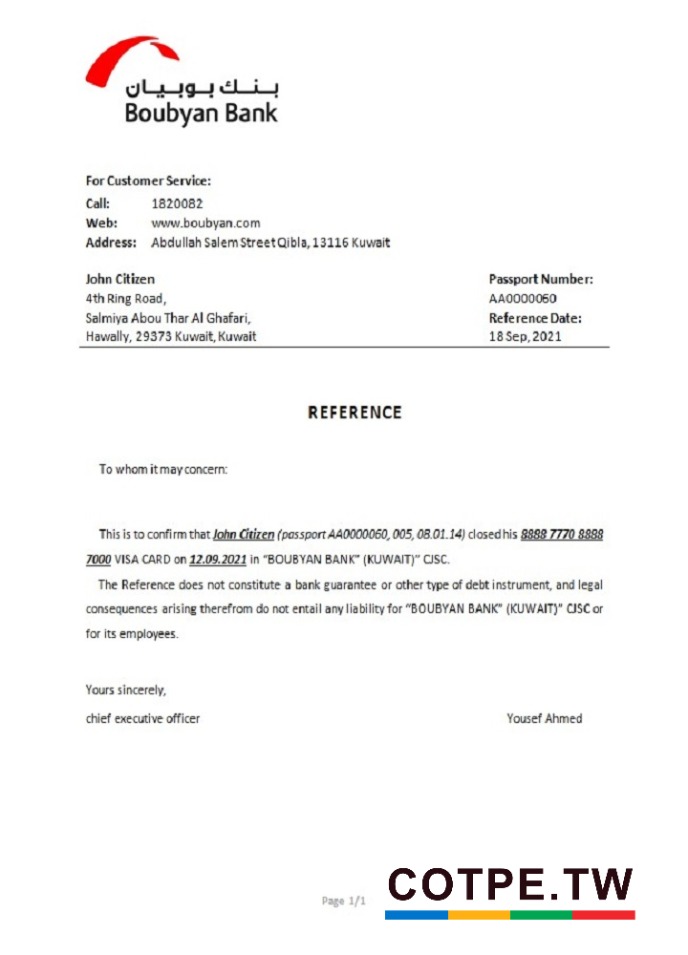 بنك بوبيان
Boubyan Bank
For Customer Service:
Call: 1820082
Web: www.boubyan.com
Address: Abdullah Salem Street Qibla, 13116 Kuwait
John Citizen Passport Number:
4th Ring Road, AA0000060
Salmiya Abou Thar Al Ghafari, Reference Date:
Hawally, 29373 Kuwait, Kuwait 18 Sep, 2021
REFERENCE
To whom it may concern:
This is to confirm that John Citizen (passport AA0000060, 005, 08.01.14) closed his 8888 7770 8888
7000 VISA CARD on 12.09.2021 in "BOUBYAN BANK" (KUWAIT)" CJSC.
The Reference does not constitute a bank guarantee or other type of debt instrument, and legal
consequences arising therefrom do not entail any liability for "BOUBYAN BANK" (KUWAIT)" CJSC or
for its employees.
Yours sincerely,
chief executive officer Yousef Ahmed
Page 1/1
COTPE.TW